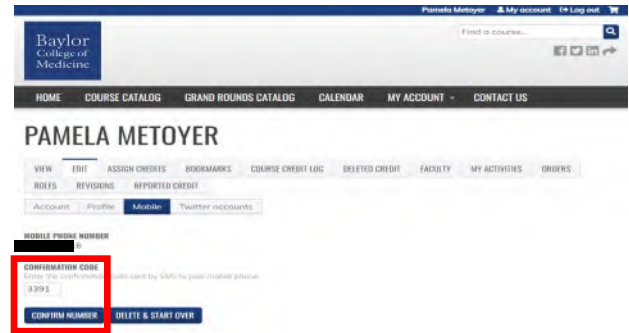 Pamela Metoyer My account Log out
Find a course...
Baylor
College of
Medicine
HOME COURSE CATALOG GRAND ROUNDS CATALOG CALENDAR MY ACCOUNT CONTACT US
PAMELA METOYER
VIEW EDIT ASSIGN CREDITS BOOKMARKS COURSE CREDIT LOG DELETED CREDIT FACULTY MY ACTIVITIES ORDERS
ROLES REVISIONS REPORTED CREDIT
Account Profile Mobile Twitter accounts
MOBILE PHONE NUMBER
6
CONFIRMATION CODE
Enter the confirmation code sent by SMS to your mobile phone.
3391
CONFIRM NUMBER DELETE & START OVER